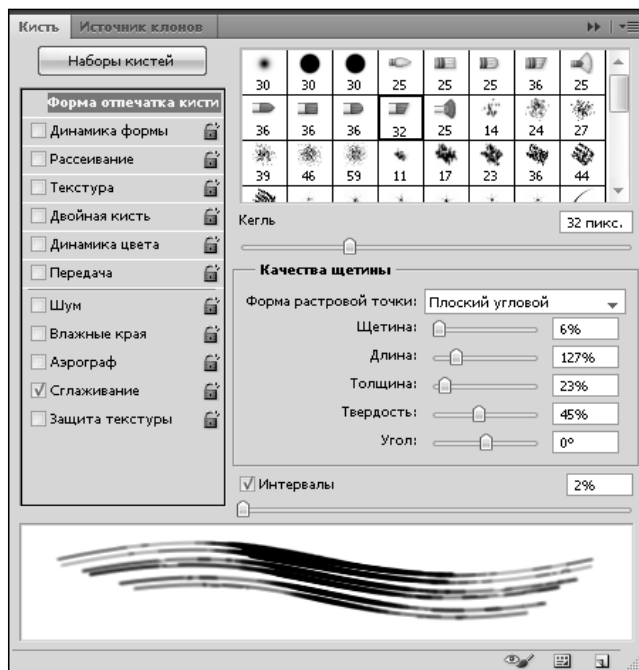 Кисть Источник клонов
Наборы кистей
Форма отпечатка кисти
Динамика формы
Рассеивание
Текстура
Двойная кисть
Динамика цвета
Передача
Шум
Влажные края
Аэрограф
Сглаживание
Защита текстуры
30 30 30 25 25 25 36 25
36 36 36 32 25 14 24 27
39 46 59 11 17 23 36 44
Кегль 32 пикс.
Качества щетины
Форма растровой точки: Плоский угловой
Щетина: 6%
Длина: 127%
Толщина: 23%
Твердость: 45%
Угол: 0°
Интервалы 2%